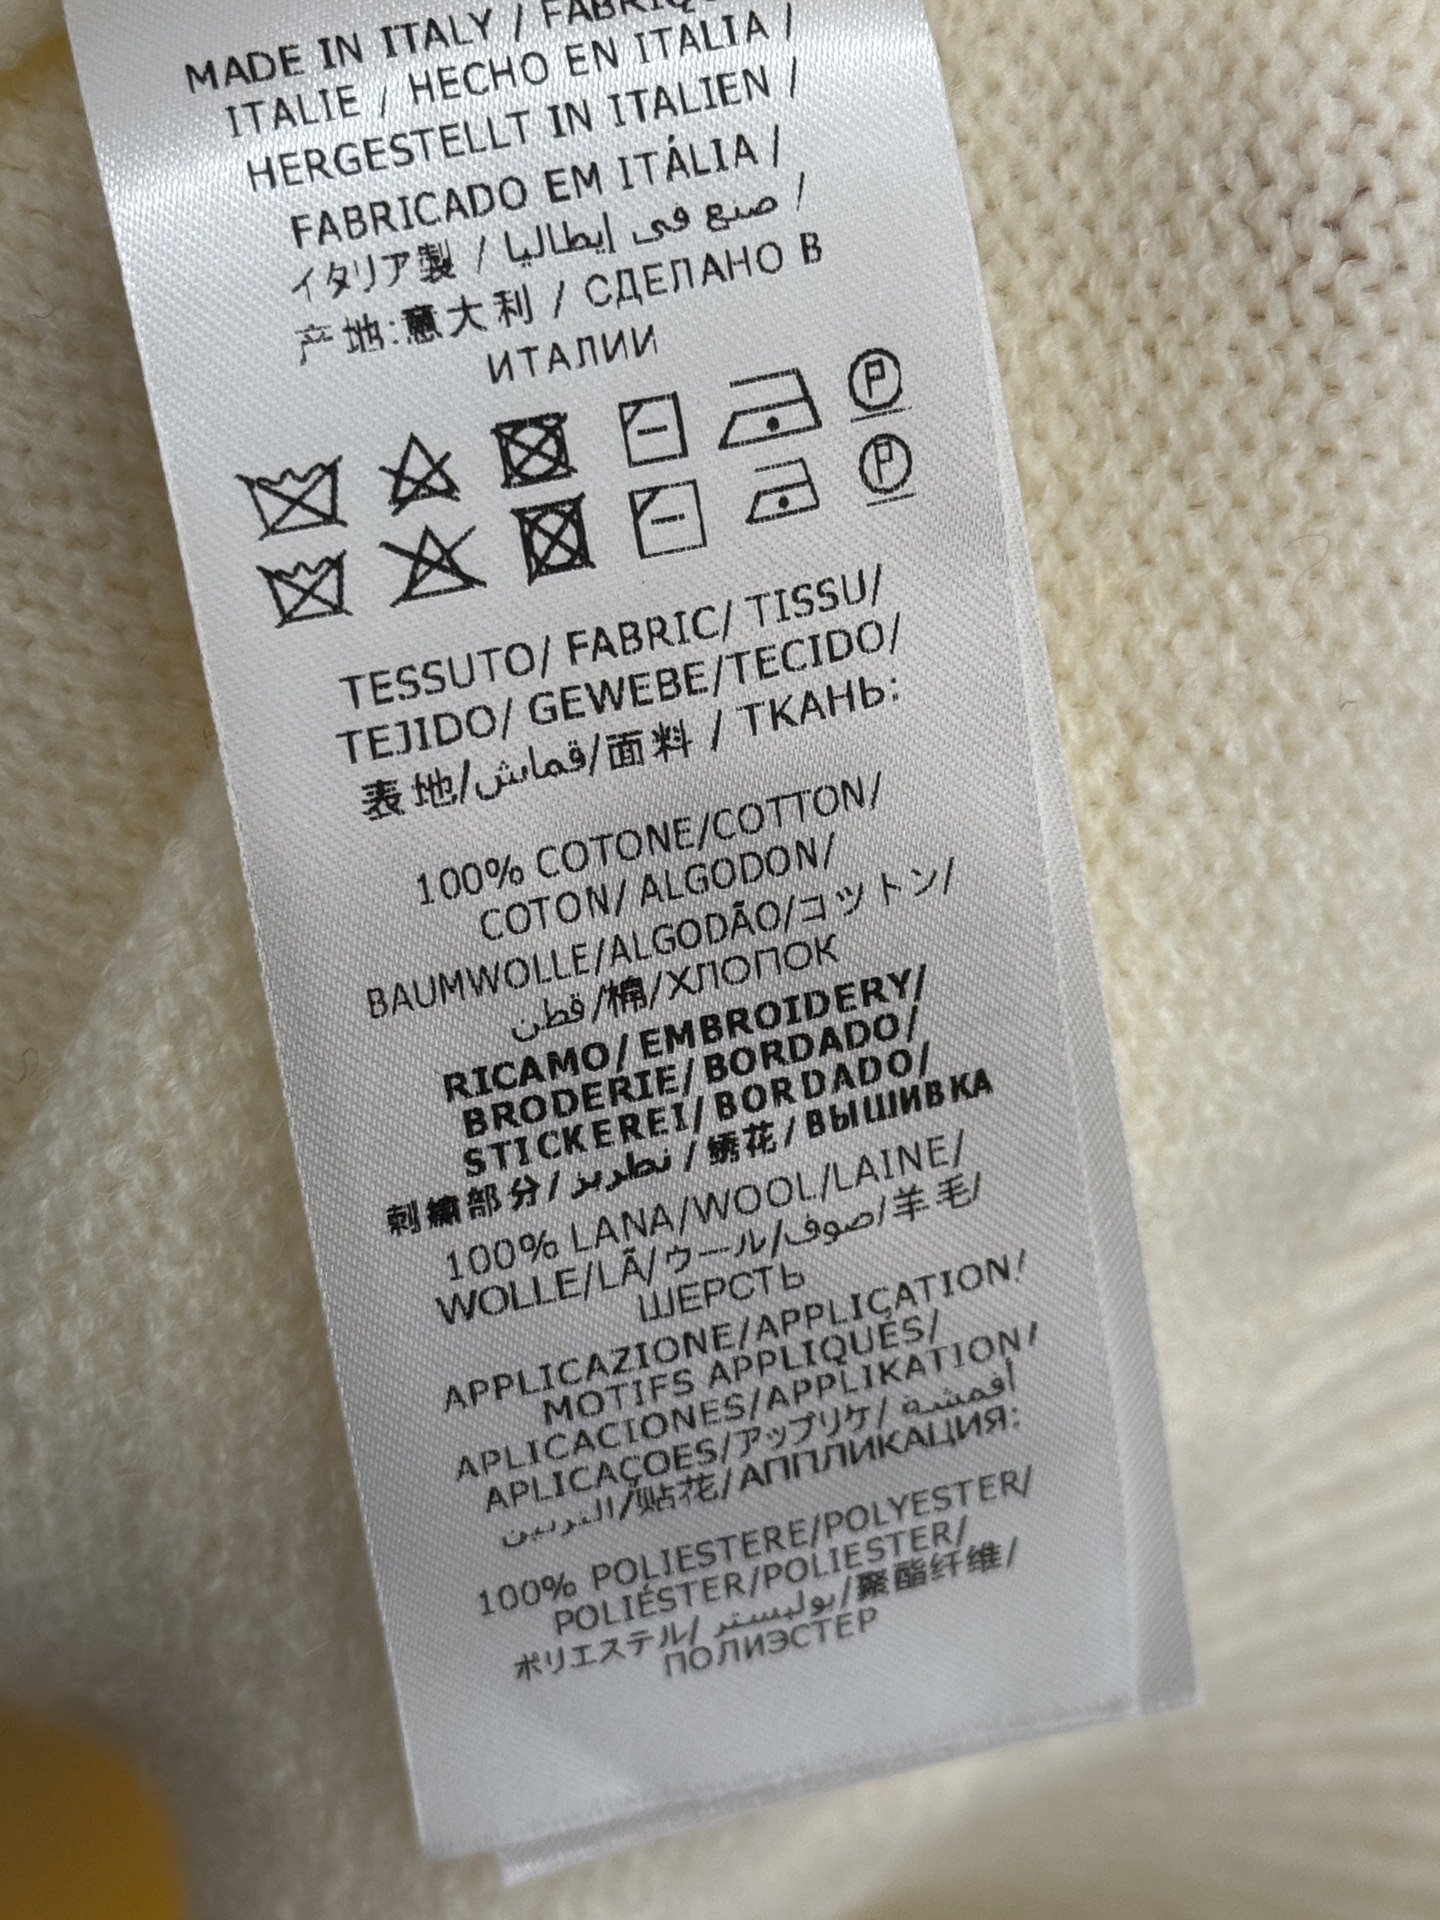 MADE IN ITALY /
ITALIE / HECHO EN ITALIA /
HERGESTELLT IN ITALIEN /
FABRICADO EM ITÁLIA /
イタリア製 / صنع في إيطاليا /
产地:意大利 / СДЕЛАНО В
ИТАЛИИ
TESSUTO/ FABRIC/ TISSU/
TEJIDO/ GEWEBE/TECIDO/
表地/قماش/面料 / ТКАНЬ:
100% COTONE/COTTON/
COTON/ ALGODON/
BAUMWOLLE/ALGODÃO/コットン/
قطن/棉/ХЛОПОК
RICAMO/ EMBROIDERY/
BRODERIE/ BORDADO/
STICKEREI/ BORDADO/
刺繍部分/ تطريز / 绣花/ ВЫШИВКА
100% LANA/WOOL/LAINE/
WOLLE/LÃ/ウール/صوف/羊毛/
ШЕРСТЬ
APPLICAZIONE/APPLICATION/
MOTIFS APPLIQUÉS/
APLICACIONES/APPLIKATION/
APLICAÇOES/アップリケ/ أقمشة
التزيين/贴花/АППЛИКАЦИЯ:
100% POLIESTERE/POLYESTER/
POLIÉSTER/POLIESTER/
ポリエステル/ بوليستر/聚酯纤维/
ПОЛИЭСТЕР